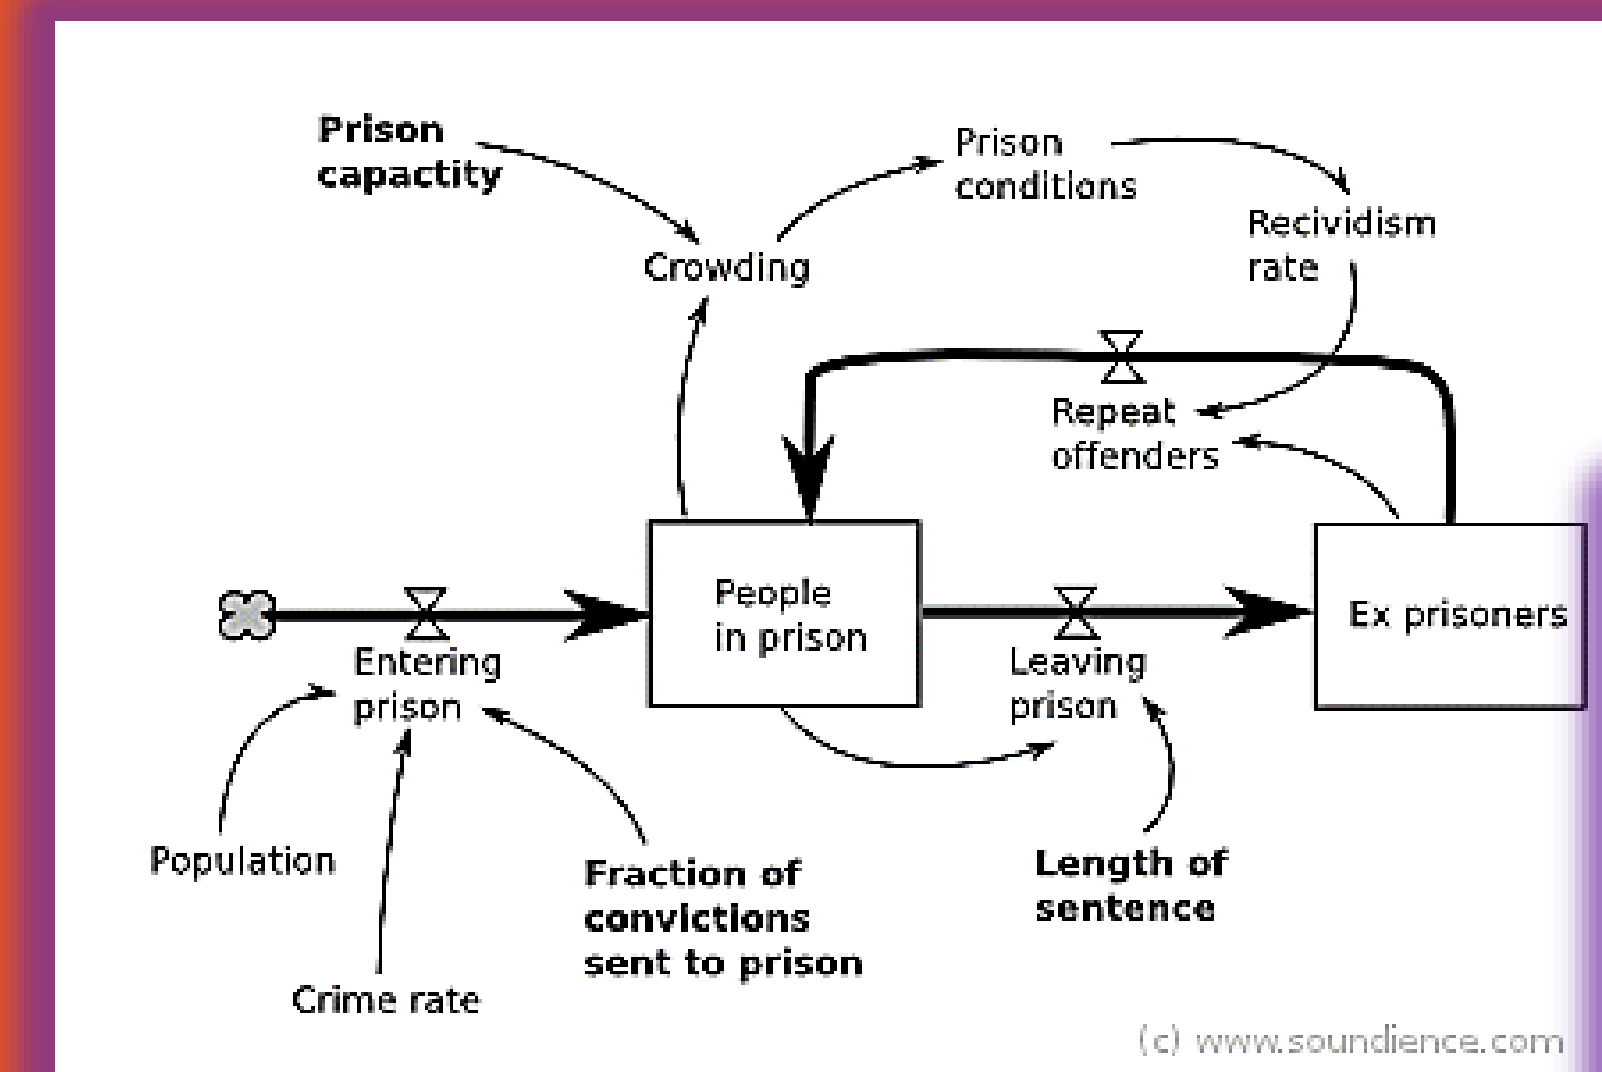 Prison
capactity
Prison
conditions
Recividism
rate
Crowding
Repeat
offenders
People
in prison
Ex prisoners
Entering
prison
Leaving
prison
Population
Fraction of
convictions
sent to prison
Length of
sentence
Crime rate
(c) www.soundience.com